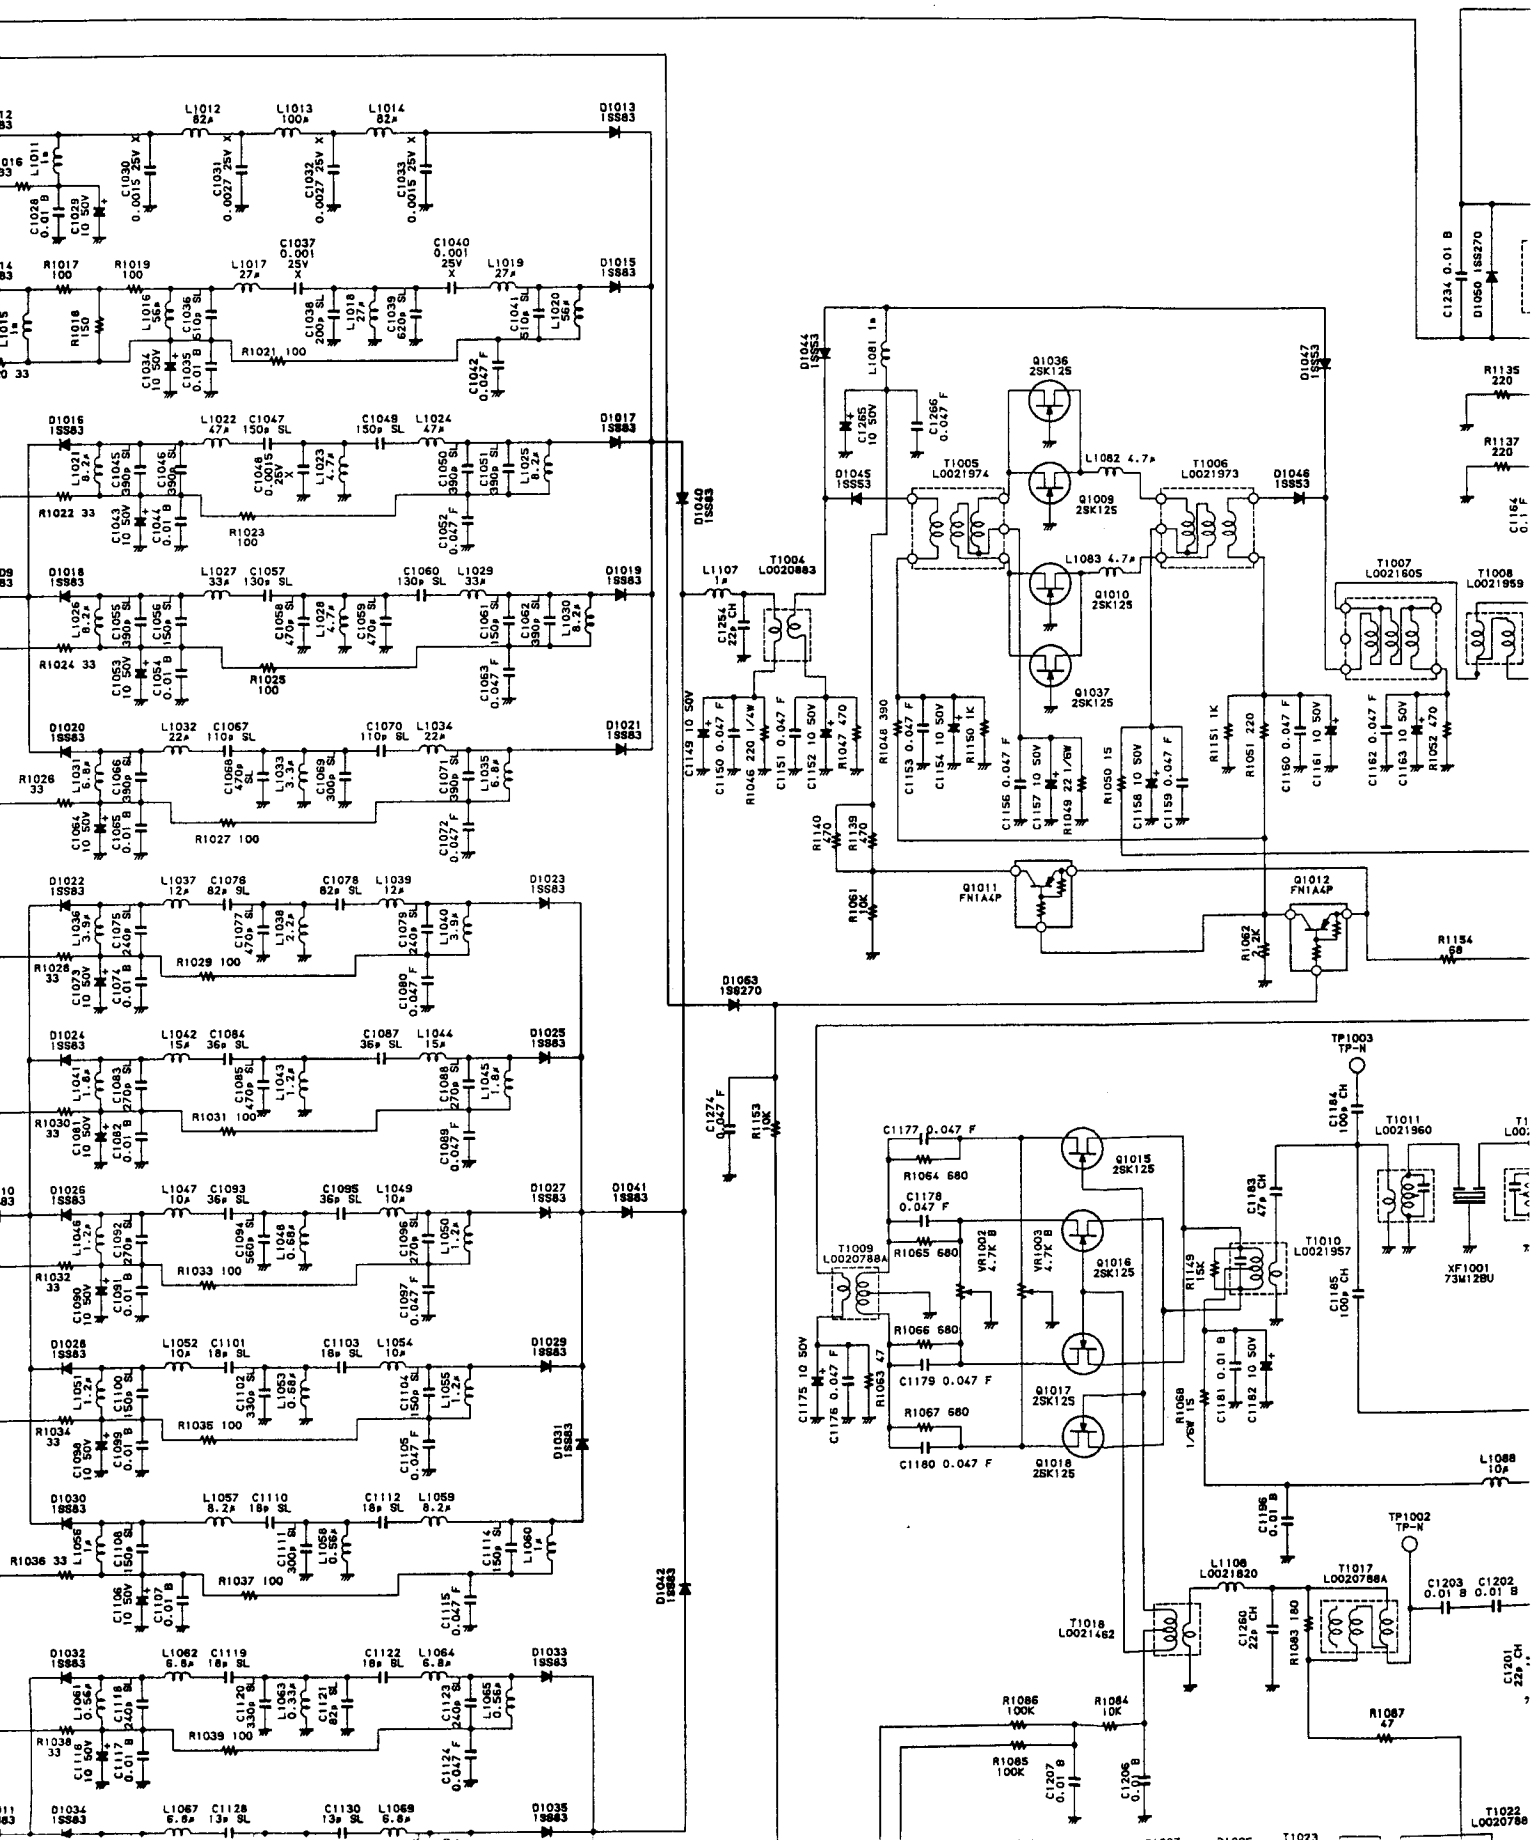 L1012
82µ
L1013
100µ
L1014
82µ
D1013
1SS83
L1011
1m
C1028
0.01 B
C1029
10 50V
C1030
0.0015 25V X
C1031
0.0027 25V X
C1032
0.0027 25V X
C1033
0.0015 25V X
R1017
100
R1019
100
L1017
27µ
C1037
0.001
25V
X
C1040
0.001
25V
X
L1019
27µ
D1015
1SS83
L1015
1m
R1018
150
L1016
56µ
C1036
510p SL
C1038
200p SL
L1018
27µ
C1039
620p SL
C1041
510p SL
L1020
56µ
C1034
10 50V
C1035
0.01 B
R1021 100
C1042
0.047 F
D1016
1SS83
L1022
47µ
C1047
150p SL
C1049
150p SL
L1024
47µ
D1017
1SS83
L1021
8.2µ
C1045
390p SL
C1046
390p SL
C1048
0.0015
25V
X
L1023
4.7µ
C1050
390p SL
C1051
390p SL
L1025
8.2µ
R1022 33
C1043
10 50V
C1044
0.01 B
R1023
100
C1052
0.047 F
D1018
1SS83
L1027
33µ
C1057
130p SL
C1060
130p SL
L1029
33µ
D1019
1SS83
L1026
8.2µ
C1055
390p SL
C1056
150p SL
C1058
470p SL
L1028
4.7µ
C1059
470p SL
C1061
150p SL
C1062
390p SL
L1030
8.2µ
R1024 33
C1053
10 50V
C1054
0.01 B
R1025
100
C1063
0.047 F
D1020
1SS83
L1032
22µ
C1067
110p SL
C1070
110p SL
L1034
22µ
D1021
1SS83
R1026
33
L1031
6.8µ
C1066
390p SL
C1068
470p SL
L1033
3.3µ
C1069
300p SL
C1071
390p SL
L1035
6.8µ
C1064
10 50V
C1065
0.01 B
R1027 100
C1072
0.047 F
D1022
1SS83
L1037
12µ
C1076
82p SL
C1078
82p SL
L1039
12µ
D1023
1SS83
L1036
3.9µ
C1075
240p SL
C1077
470p SL
L1038
2.2µ
C1079
240p SL
L1040
3.9µ
R1028
33
C1073
10 50V
C1074
0.01 B
R1029 100
C1080
0.047 F
D1024
1SS83
L1042
15µ
C1084
36p SL
C1087
36p SL
L1044
15µ
D1025
1SS83
L1041
1.8µ
C1083
270p SL
C1085
470p SL
L1043
1.2µ
C1088
270p SL
L1045
1.8µ
R1030
33
C1081
10 50V
C1082
0.01 B
R1031 100
C1089
0.047 F
D1026
1SS83
L1047
10µ
C1093
36p SL
C1095
36p SL
L1049
10µ
D1027
1SS83
D1041
1SS83
L1046
1.2µ
C1092
270p SL
C1094
560p SL
L1048
0.68µ
C1096
270p SL
L1050
1.2µ
R1032
33
C1090
10 50V
C1091
0.01 B
R1033 100
C1097
0.047 F
D1028
1SS83
L1052
10µ
C1101
18p SL
C1103
18p SL
L1054
10µ
D1029
1SS83
L1051
1.2µ
C1100
150p SL
C1102
330p SL
L1053
0.68µ
C1104
150p SL
L1055
1.2µ
R1034
33
C1098
10 50V
C1099
0.01 B
R1035 100
C1105
0.047 F
D1031
1SS83
D1030
1SS83
L1057
8.2µ
C1110
18p SL
C1112
18p SL
L1059
8.2µ
L1056
1µ
C1108
150p SL
C1111
300p SL
L1058
0.56µ
C1114
150p SL
L1060
1µ
R1036 33
C1106
10 50V
C1107
0.01 B
R1037 100
C1115
0.047 F
D1042
1SS83
D1032
1SS83
L1062
6.8µ
C1119
18p SL
C1122
18p SL
L1064
6.8µ
D1033
1SS83
L1061
0.56µ
C1118
240p SL
C1120
330p SL
L1063
0.33µ
C1121
82p SL
C1123
240p SL
L1065
0.56µ
R1038
33
C1116
10 50V
C1117
0.01 B
R1039 100
C1124
0.047 F
D1034
1SS83
L1067
6.8µ
C1128
13p SL
C1130
13p SL
L1069
6.8µ
D1035
1SS83
D1040
1SS83
L1107
1µ
T1004
L0020883
C1254
22p CH
C1149 10 50V
C1150 0.047 F
R1046 220 1/4W
C1151 0.047 F
C1152 10 50V
R1047 470
D1044
1SS53
L1081 1m
C1265
10 50V
C1266
0.047 F
D1045
1SS53
T1005
L0021974
Q1036
2SK125
Q1009
2SK125
Q1010
2SK125
Q1037
2SK125
L1082 4.7µ
L1083 4.7µ
T1006
L0021973
D1046
1SS53
D1047
1SS53
C1234 0.01 B
D1050 1SS270
R1135
220
R1137
220
C1164
0.1 F
T1007
L0021605
T1008
L0021959
R1048 390
C1153 0.047 F
C1154 10 50V
R1150 1K
C1156 0.047 F
C1157 10 50V
R1049 22 1/6W
R1050 15
C1158 10 50V
C1159 0.047 F
R1151 1K
R1051 220
C1160 0.047 F
C1161 10 50V
C1162 0.047 F
C1163 10 50V
R1052 470
R1140
470
R1139
470
R1061
10K
Q1011
FN1A4P
Q1012
FN1A4P
R1062
2.2K
R1154
68
D1063
1SS270
C1274
0.047 F
R1153
10K
TP1003
TP-N
C1184
100p CH
T1011
L0021960
C1177 0.047 F
R1064 680
C1178
0.047 F
R1065 680
T1009
L0020788A
R1066 680
C1179 0.047 F
R1067 680
C1180 0.047 F
C1175 10 50V
C1176 0.047 F
R1063 47
VR1002
4.7K B
VR1003
4.7K B
Q1015
2SK125
Q1016
2SK125
Q1017
2SK125
Q1018
2SK125
C1183
47p CH
T1010
L0021957
R1149
15K
C1185
100p CH
XF1001
73M12BU
R1068
1/6W 15
C1181 0.01 B
C1182 10 50V
L1088
10µ
C1196
0.01 B
TP1002
TP-N
L1108
L0021820
T1017
L0020788A
C1203
0.01 B
C1202
0.01 B
T1018
L0021462
C1260
22p CH
R1083 180
C1201
22p CH
R1086
100K
R1084
10K
R1085
100K
C1207
0.01 B
C1206
0.01 B
R1087
47
T1022
L0020788
T1023